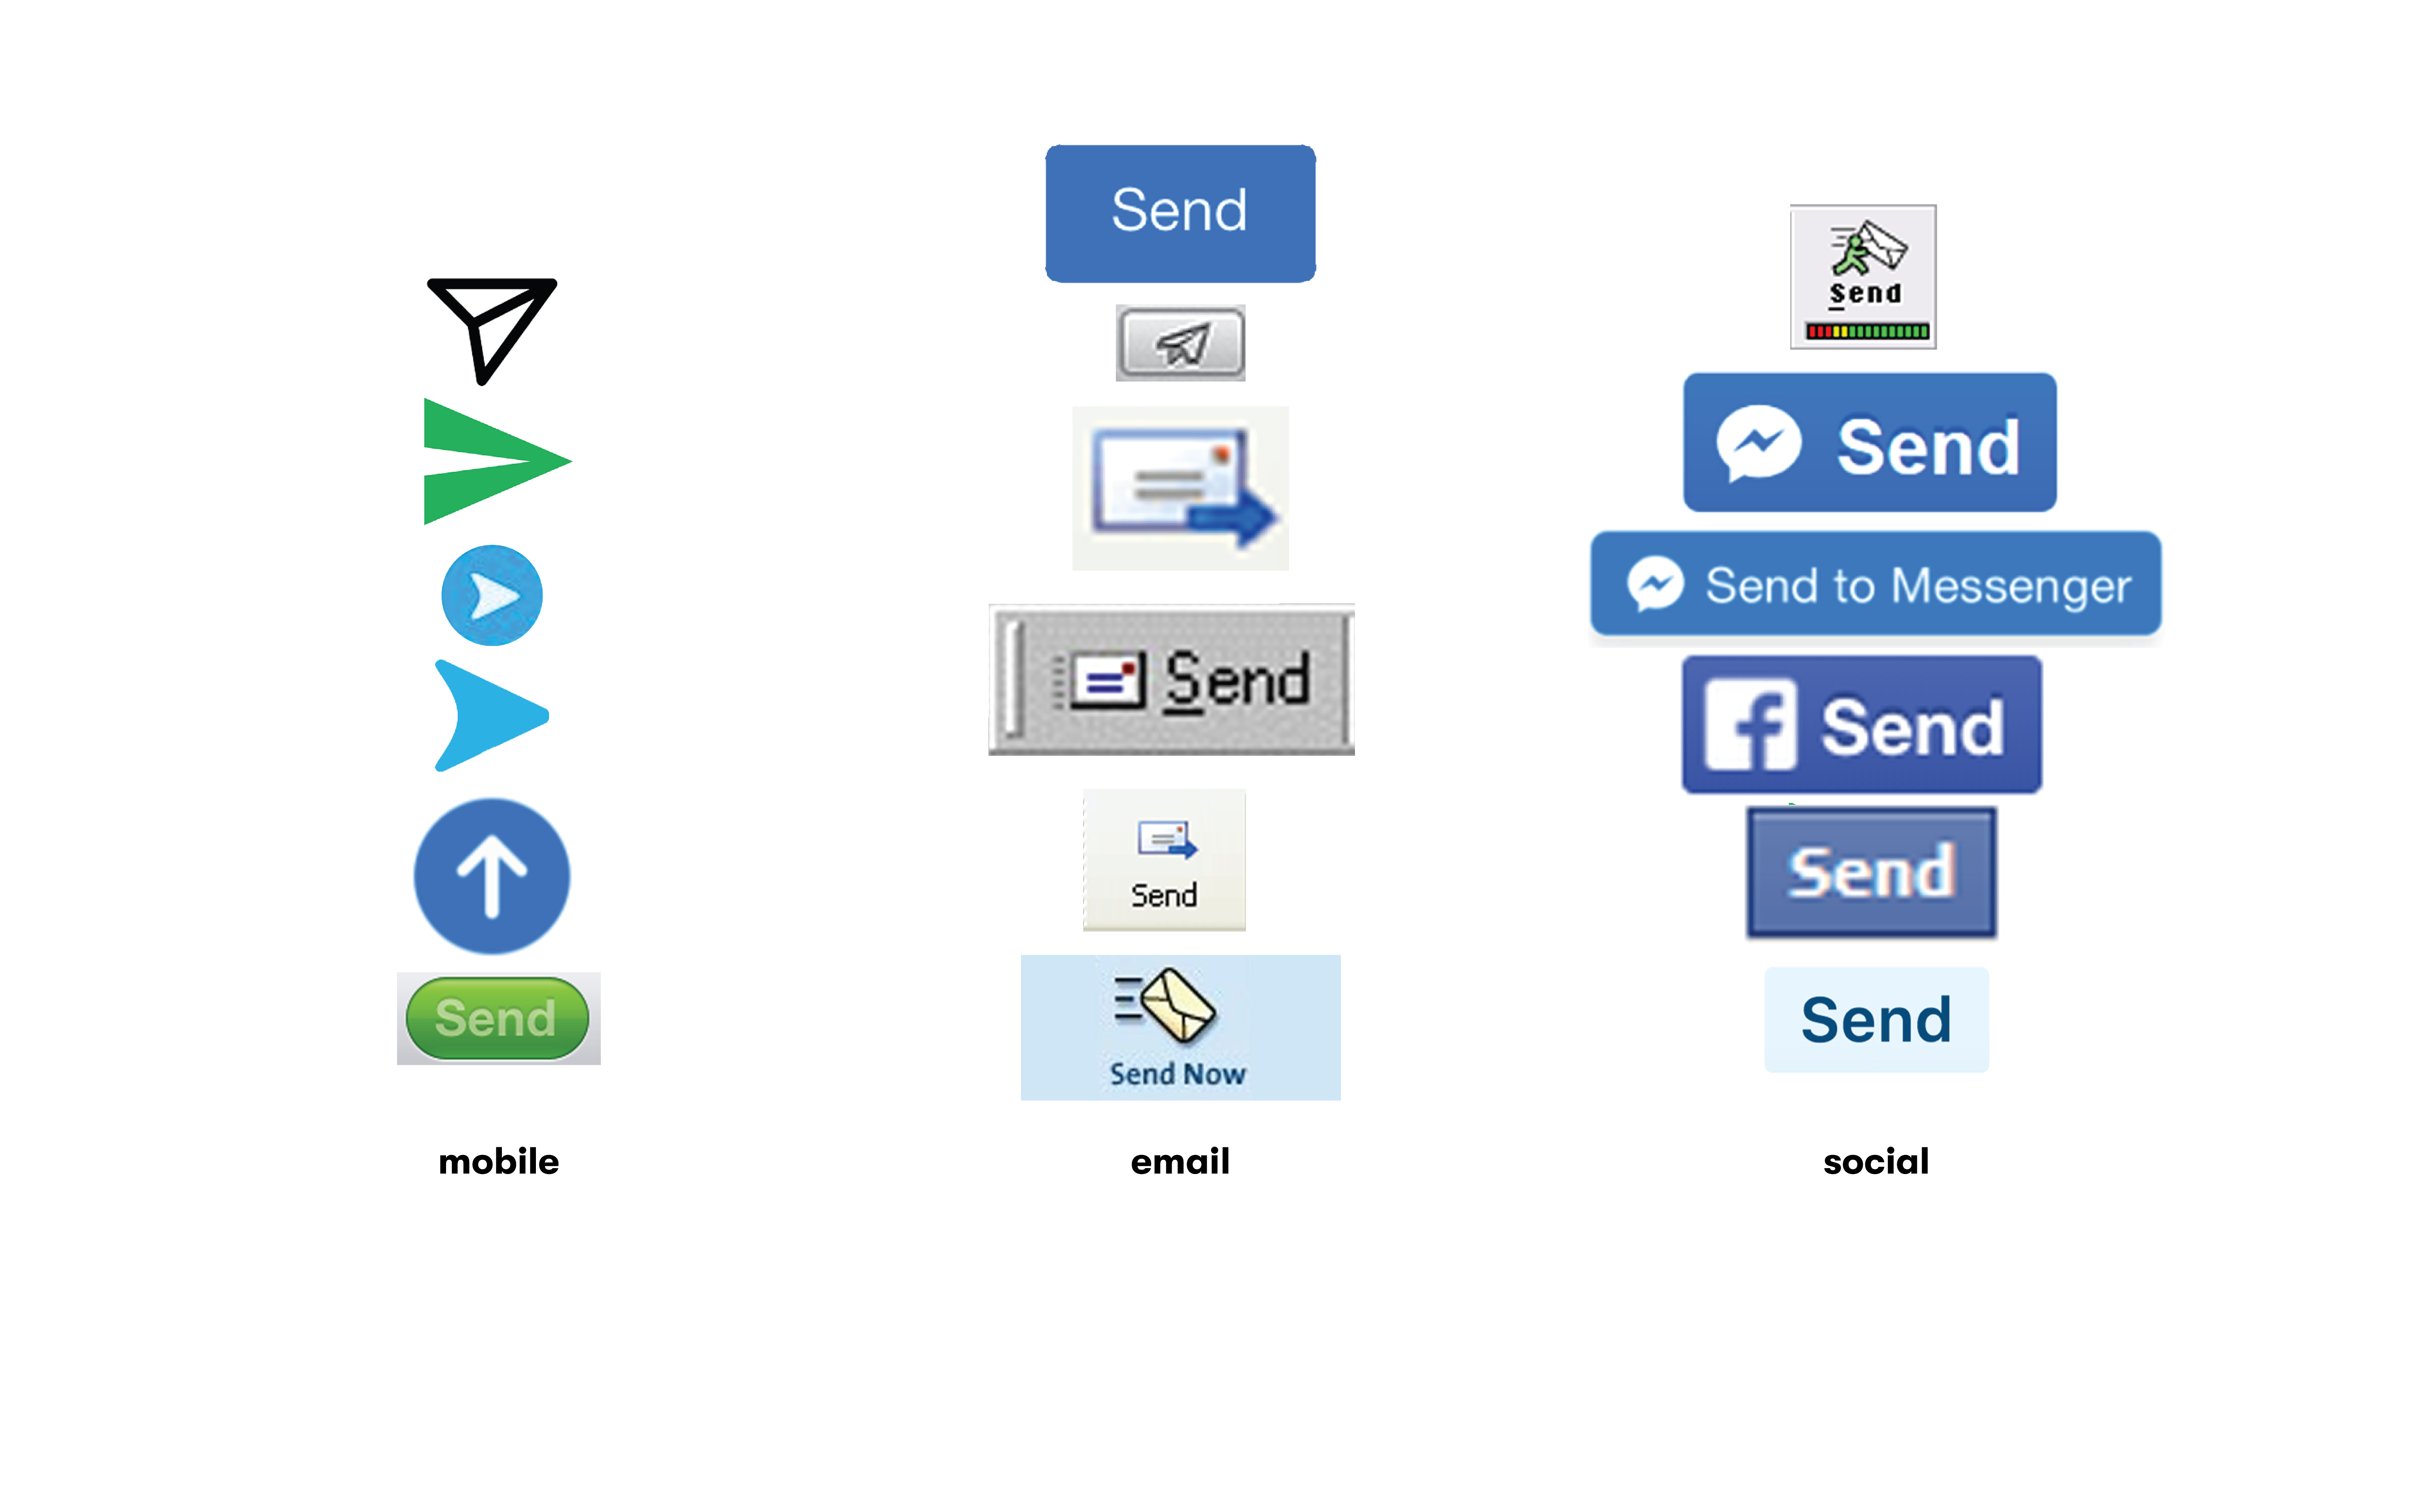 Send
mobile
Send
Send
Send
Send Now
email
Send
Send
Send to Messenger
f Send
Send
Send
social